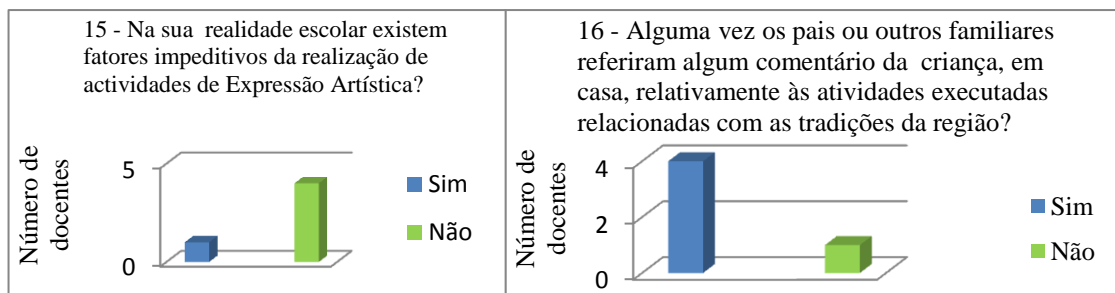 15 - Na sua realidade escolar existem
fatores impeditivos da realização de
actividades de Expressão Artística?
Número de
docentes
5
0
Sim
Não
16 - Alguma vez os pais ou outros familiares
referiram algum comentário da criança, em
casa, relativamente às atividades executadas
relacionadas com as tradições da região?
Número de
docentes
4
2
0
Sim
Não